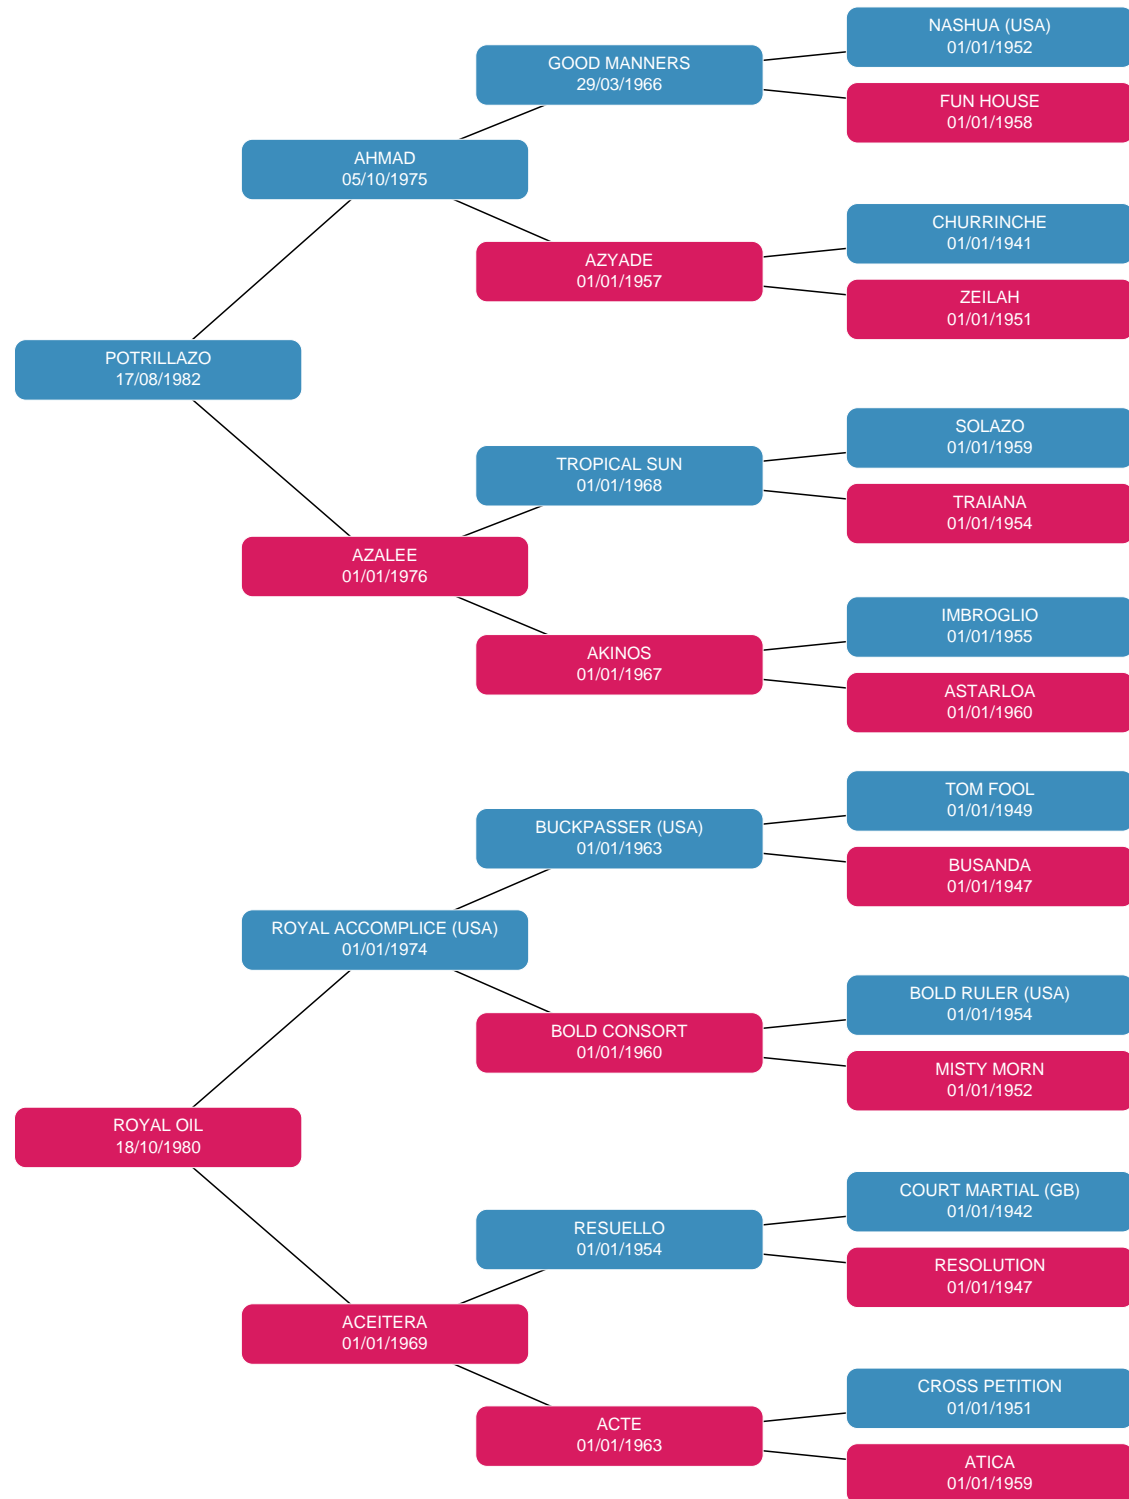 NASHUA (USA)
01/01/1952
GOOD MANNERS
29/03/1966
FUN HOUSE
01/01/1958
AHMAD
05/10/1975
CHURRINCHE
01/01/1941
AZYADE
01/01/1957
ZEILAH
01/01/1951
POTRILLAZO
17/08/1982
SOLAZO
01/01/1959
TROPICAL SUN
01/01/1968
TRAIANA
01/01/1954
AZALEE
01/01/1976
IMBROGLIO
01/01/1955
AKINOS
01/01/1967
ASTARLOA
01/01/1960
TOM FOOL
01/01/1949
BUCKPASSER (USA)
01/01/1963
BUSANDA
01/01/1947
ROYAL ACCOMPLICE (USA)
01/01/1974
BOLD RULER (USA)
01/01/1954
BOLD CONSORT
01/01/1960
MISTY MORN
01/01/1952
ROYAL OIL
18/10/1980
COURT MARTIAL (GB)
01/01/1942
RESUELLO
01/01/1954
RESOLUTION
01/01/1947
ACEITERA
01/01/1969
CROSS PETITION
01/01/1951
ACTE
01/01/1963
ATICA
01/01/1959